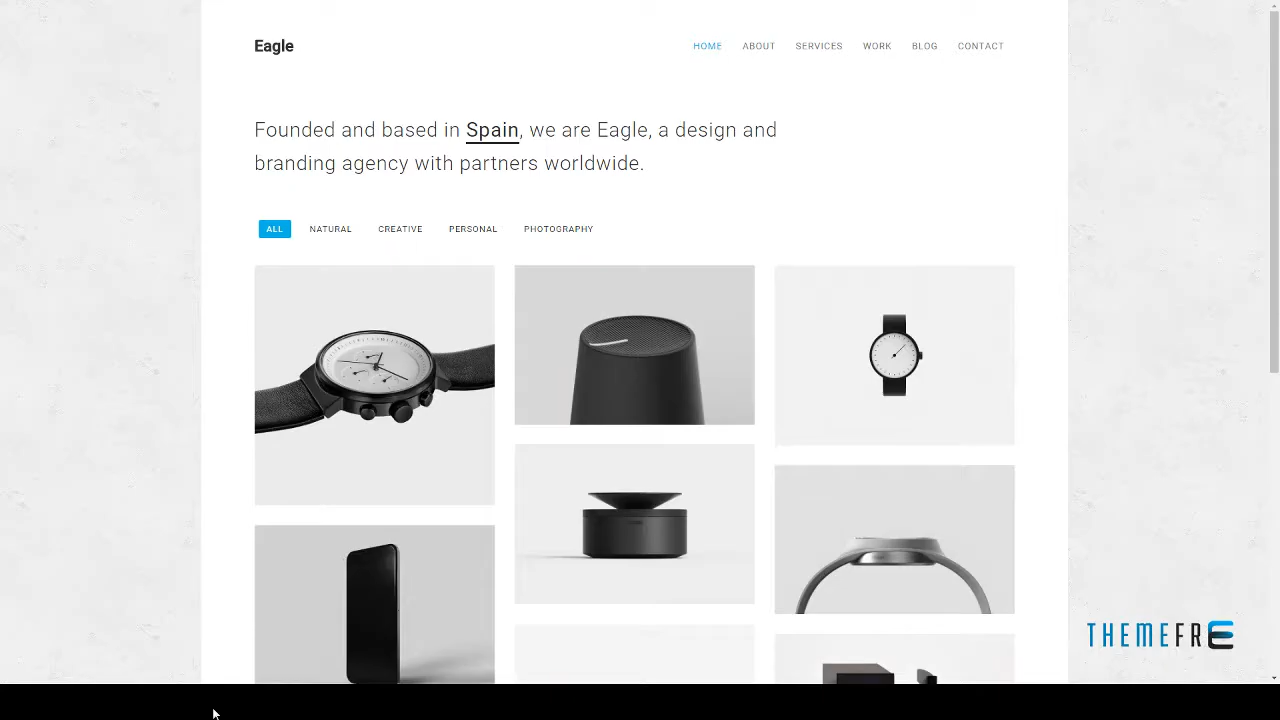 Eagle
HOME ABOUT SERVICES WORK BLOG CONTACT
Founded and based in Spain, we are Eagle, a design and
branding agency with partners worldwide.
ALL NATURAL CREATIVE PERSONAL PHOTOGRAPHY
THEMEFRE